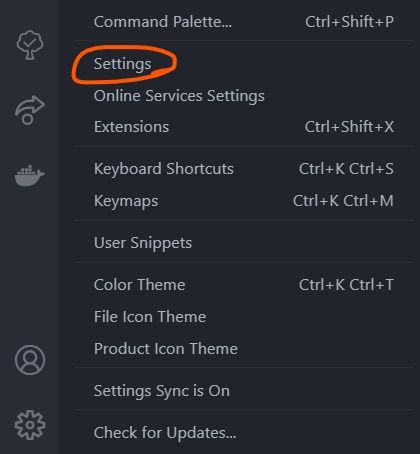 Command Palette... Ctrl+Shift+P
Settings
Online Services Settings
Extensions Ctrl+Shift+X
Keyboard Shortcuts Ctrl+K Ctrl+S
Keymaps Ctrl+K Ctrl+M
User Snippets
Color Theme Ctrl+K Ctrl+T
File Icon Theme
Product Icon Theme
Settings Sync is On
Check for Updates...